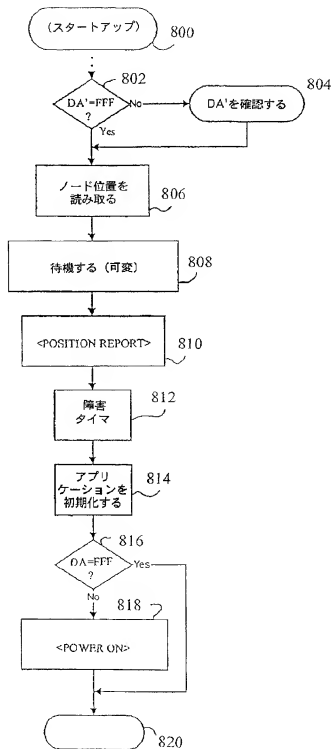 (スタートアップ)
800
802
DA'=FFF
?
No
Yes
804
DA'を確認する
ノード位置を
読み取る
806
待機する(可変)
808
<POSITION REPORT>
810
障害
タイマ
812
アプリ
ケーションを
初期化する
814
816
DA=FFF
?
Yes
No
818
<POWER ON>
820